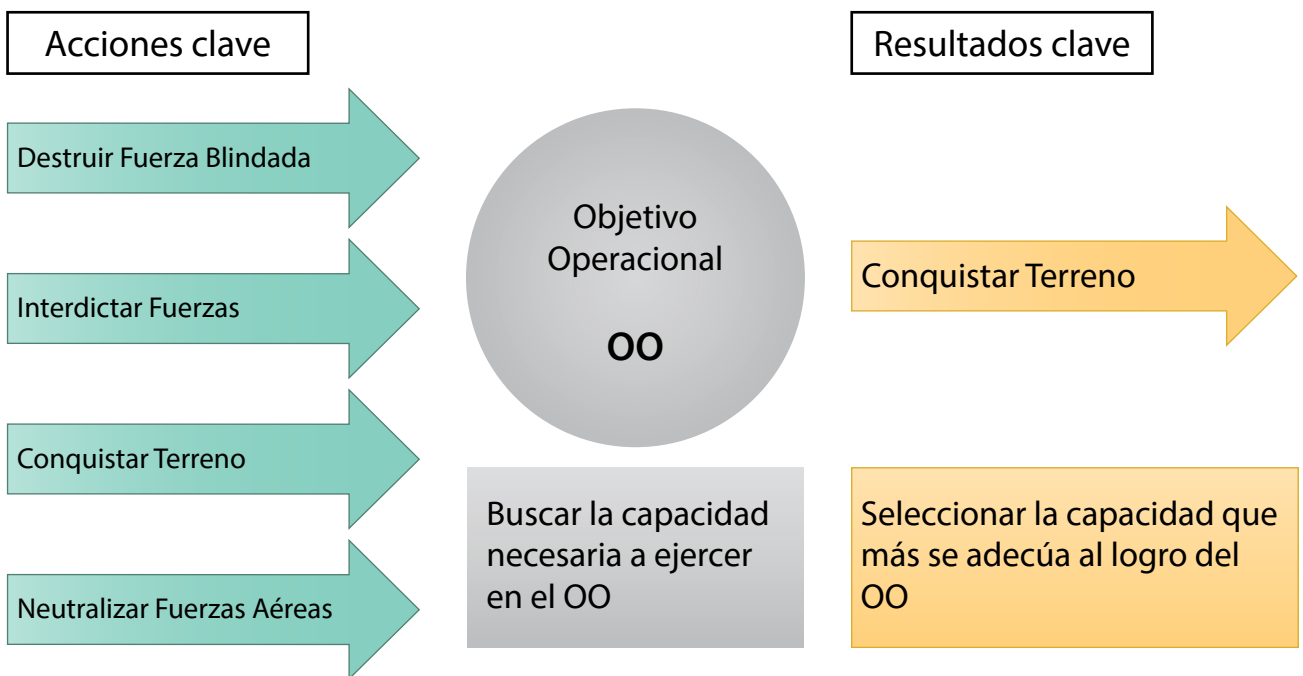 Acciones clave
Destruir Fuerza Blindada
Interdictar Fuerzas
Conquistar Terreno
Neutralizar Fuerzas Aéreas
Objetivo
Operacional
OO
Buscar la capacidad
necesaria a ejercer
en el OO
Resultados clave
Conquistar Terreno
Seleccionar la capacidad que
más se adecúa al logro del
OO